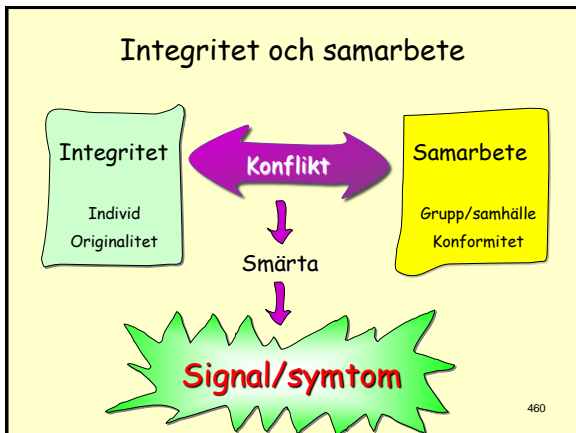 Integritet och samarbete
Integritet
Individ
Originalitet
Konflikt
Samarbete
Grupp/samhälle
Konformitet
Smärta
Signal/symtom
460